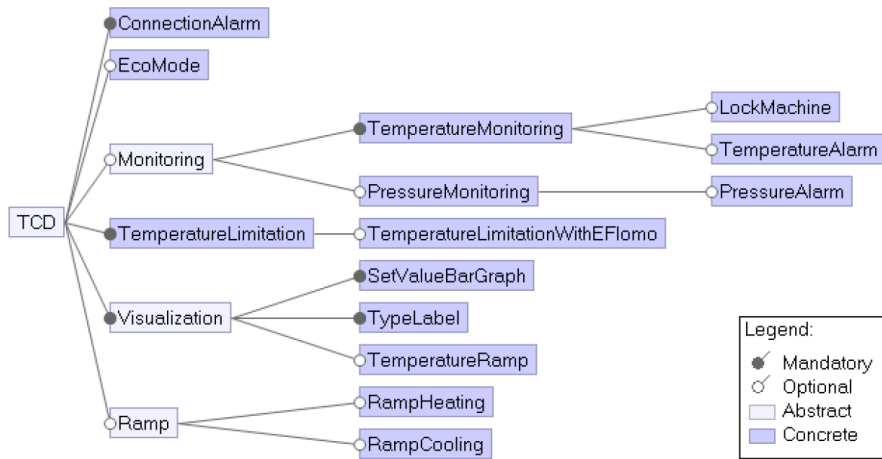 ConnectionAlarm
EcoMode
LockMachine
TemperatureMonitoring
Monitoring
TemperatureAlarm
PressureMonitoring
PressureAlarm
TCD
TemperatureLimitation
TemperatureLimitationWithEFlomo
SetValueBarGraph
Visualization
TypeLabel
TemperatureRamp
RampHeating
Ramp
RampCooling
Legend:
Mandatory
Optional
Abstract
Concrete